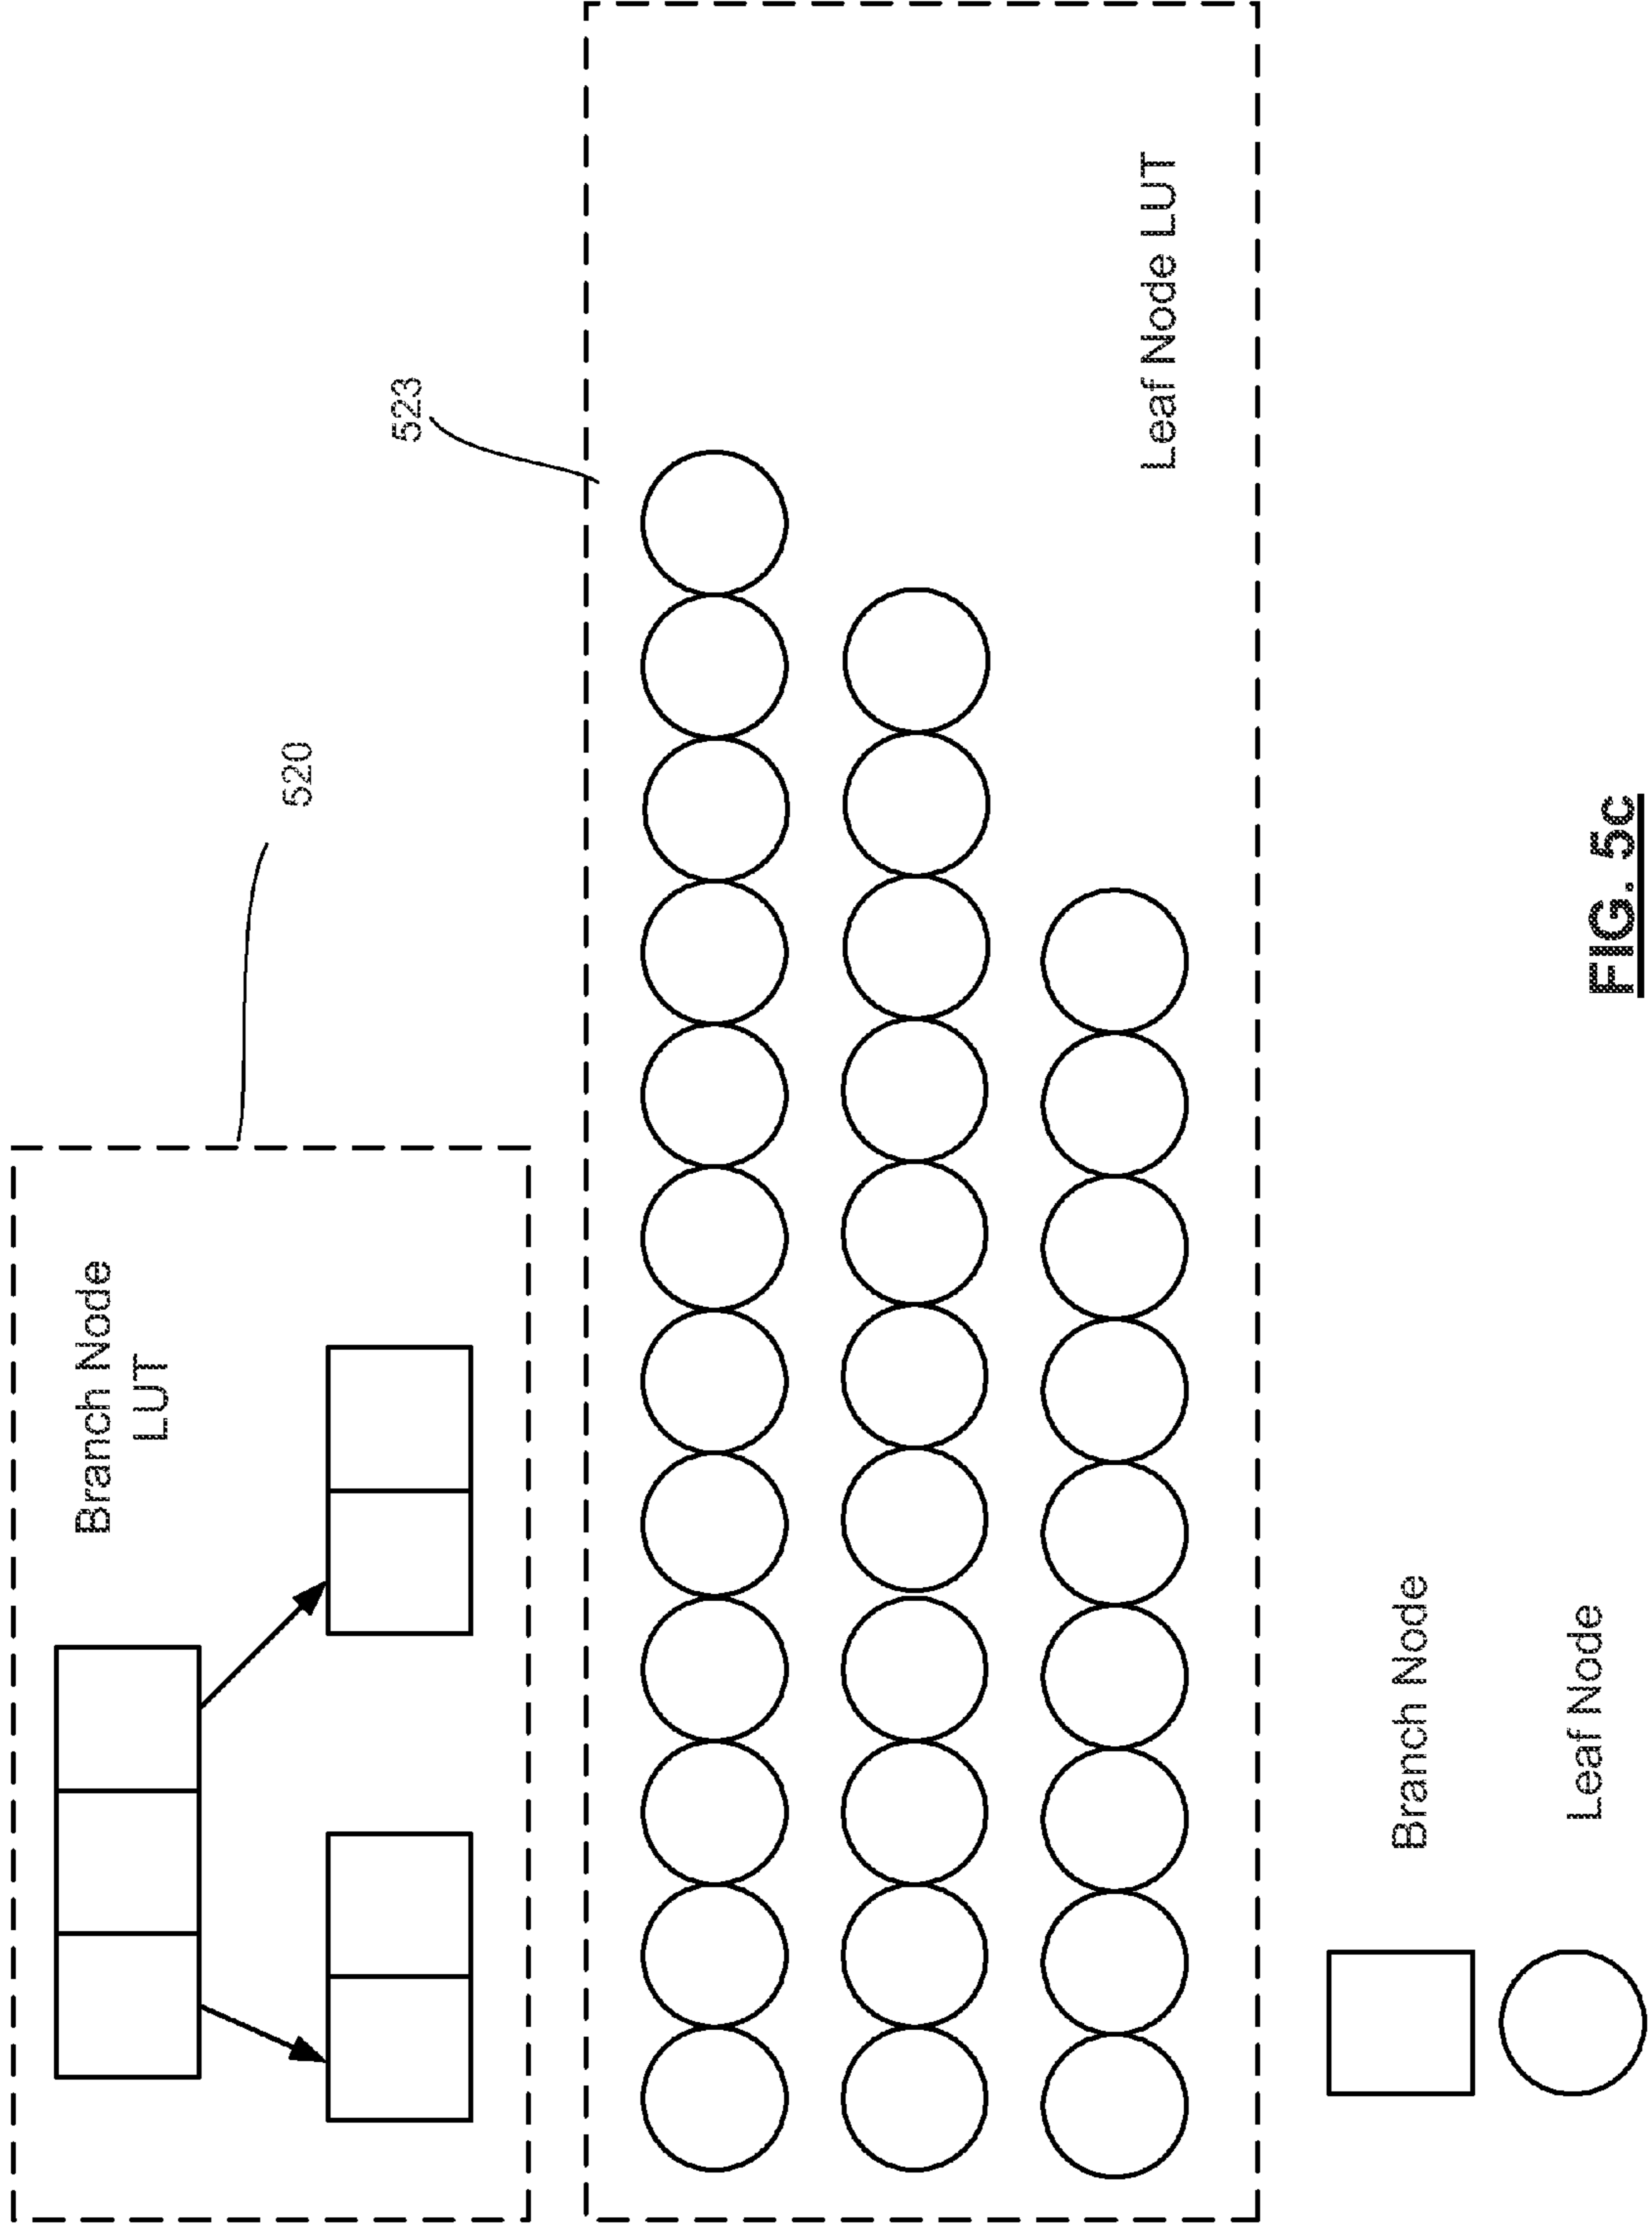 Branch Node
LUT
520
523
Leaf Node LUT
Branch Node
Leaf Node
FIG. 5c